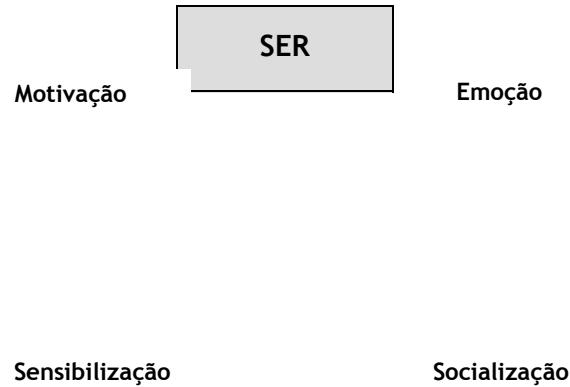 SER
Motivação
Emoção
Sensibilização
Socialização